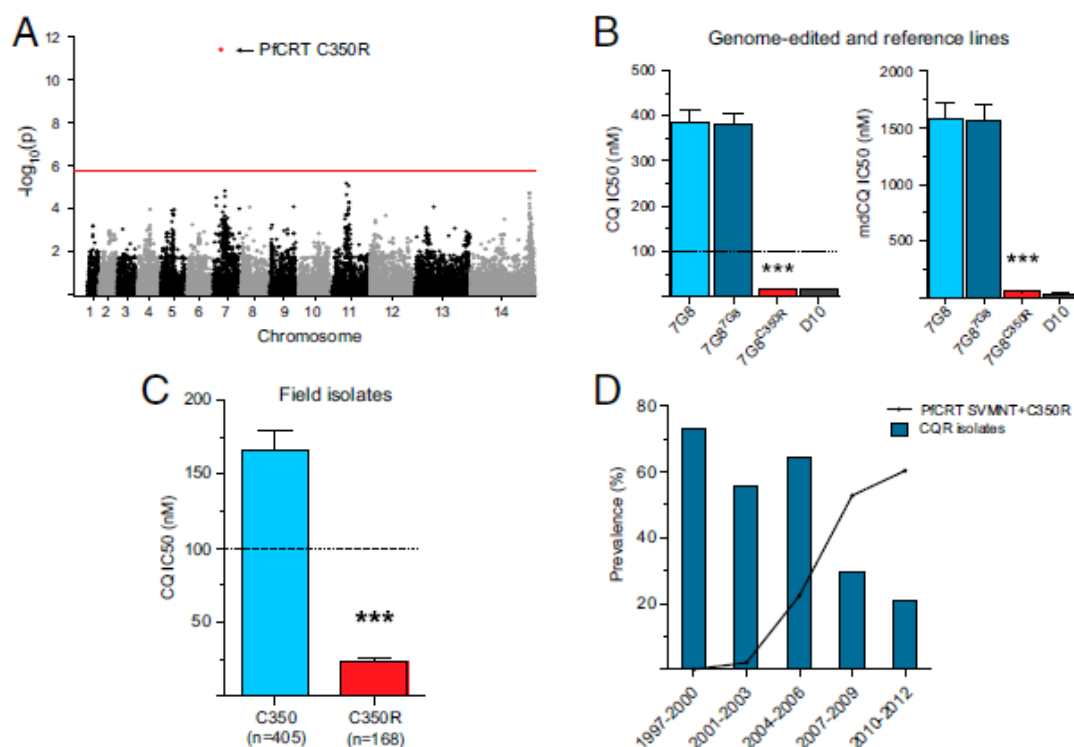 A
PfCRT C350R
12
10
8
6
4
2
-log10(p)
1 2 3 4 5 6 7 8 9 10 11 12 13 14
Chromosome
B
Genome-edited and reference lines
500
400
300
200
100
CQ IC50 (nM)
***
7G8
7G8^7G8
7G8^C350R
D10
2000
1500
1000
500
mdCQ IC50 (nM)
***
7G8
7G8^7G8
7G8^C350R
D10
C
Field isolates
200
150
100
50
CQ IC50 (nM)
***
C350
(n=405)
C350R
(n=168)
D
80
60
40
20
Prevalence (%)
PfCRT SVMNT+C350R
CQR isolates
1997-2000
2001-2003
2004-2006
2007-2009
2010-2012